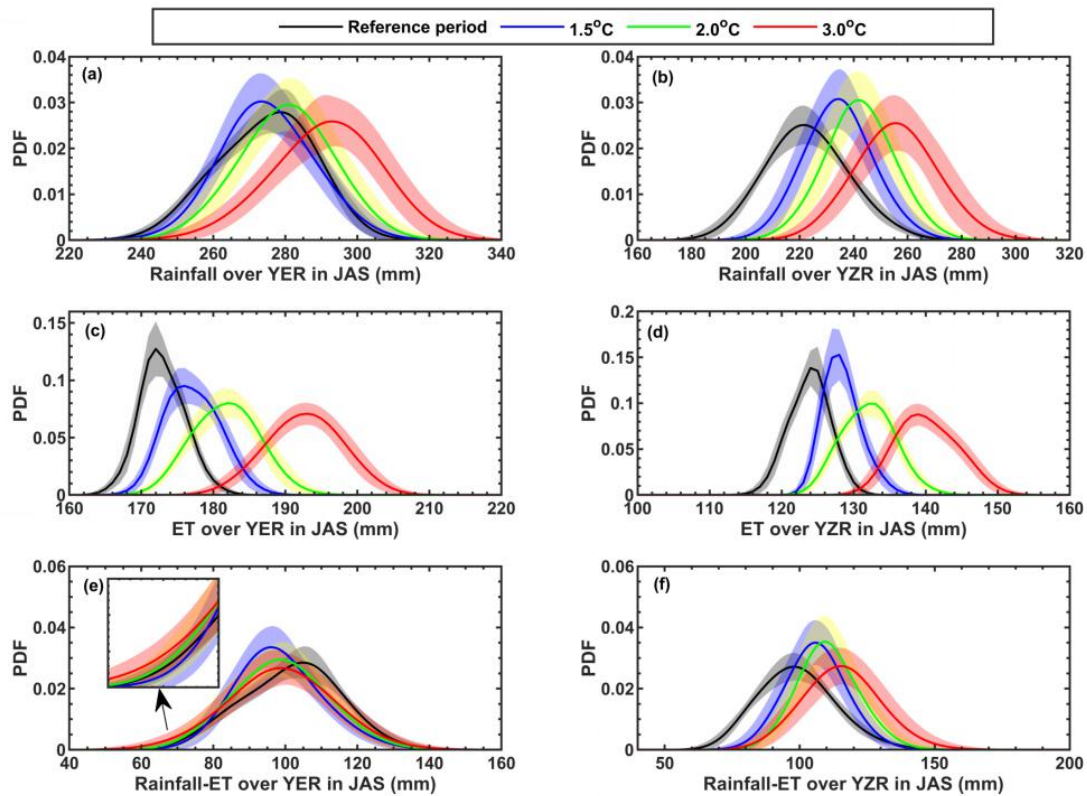 Reference period 1.5°C 2.0°C 3.0°C
(a) (b)
PDF PDF
0.04 0.03 0.02 0.01 0
0.04 0.03 0.02 0.01 0
220 240 260 280 300 320 340
160 180 200 220 240 260 280 300 320
Rainfall over YER in JAS (mm) Rainfall over YZR in JAS (mm)
(c) (d)
PDF PDF
0.15 0.1 0.05 0
0.2 0.15 0.1 0.05 0
160 170 180 190 200 210 220
100 110 120 130 140 150 160
ET over YER in JAS (mm) ET over YZR in JAS (mm)
(e) (f)
PDF PDF
0.06 0.04 0.02 0
0.06 0.04 0.02 0
40 60 80 100 120 140 160
50 100 150 200
Rainfall-ET over YER in JAS (mm) Rainfall-ET over YZR in JAS (mm)